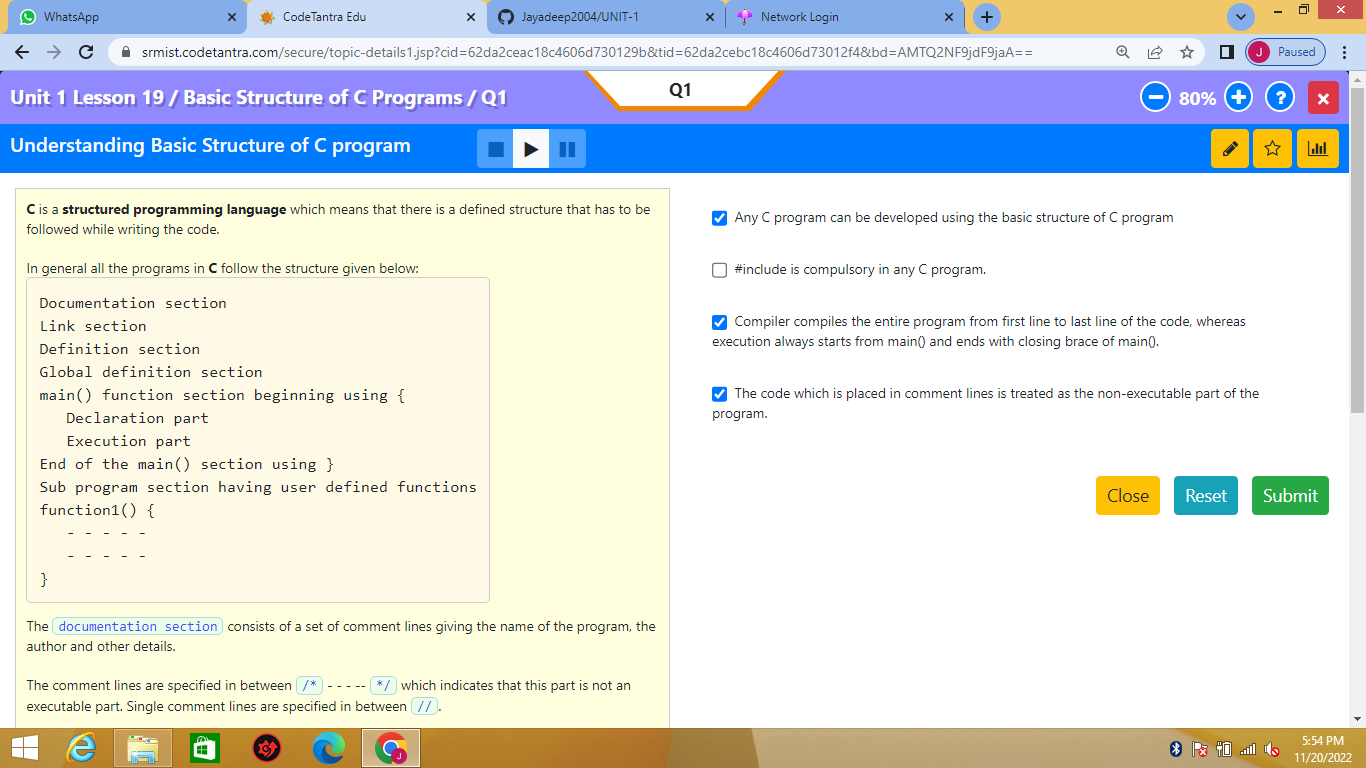 WhatsApp
CodeTantra Edu
Jayadeep2004/UNIT-1
Network Login
srmist.codetantra.com/secure/topic-details1.jsp?cid=62da2ceac18c4606d730129b&tid=62da2cebc18c4606d73012f4&bd=AMTQ2NF9jdF9jaA==
J Paused
Unit 1 Lesson 19 / Basic Structure of C Programs / Q1
Q1
80%
?
Understanding Basic Structure of C program
C is a structured programming language which means that there is a defined structure that has to be
followed while writing the code.
In general all the programs in C follow the structure given below:
Documentation section
Link section
Definition section
Global definition section
main() function section beginning using {
Declaration part
Execution part
End of the main() section using }
Sub program section having user defined functions
function1() {
- - - - -
- - - - -
}
The documentation section consists of a set of comment lines giving the name of the program, the
author and other details.
The comment lines are specified in between /* - - - -- */ which indicates that this part is not an
executable part. Single comment lines are specified in between // .
Any C program can be developed using the basic structure of C program
#include is compulsory in any C program.
Compiler compiles the entire program from first line to last line of the code, whereas
execution always starts from main() and ends with closing brace of main().
The code which is placed in comment lines is treated as the non-executable part of the
program.
Close
Reset
Submit
J
5:54 PM
11/20/2022